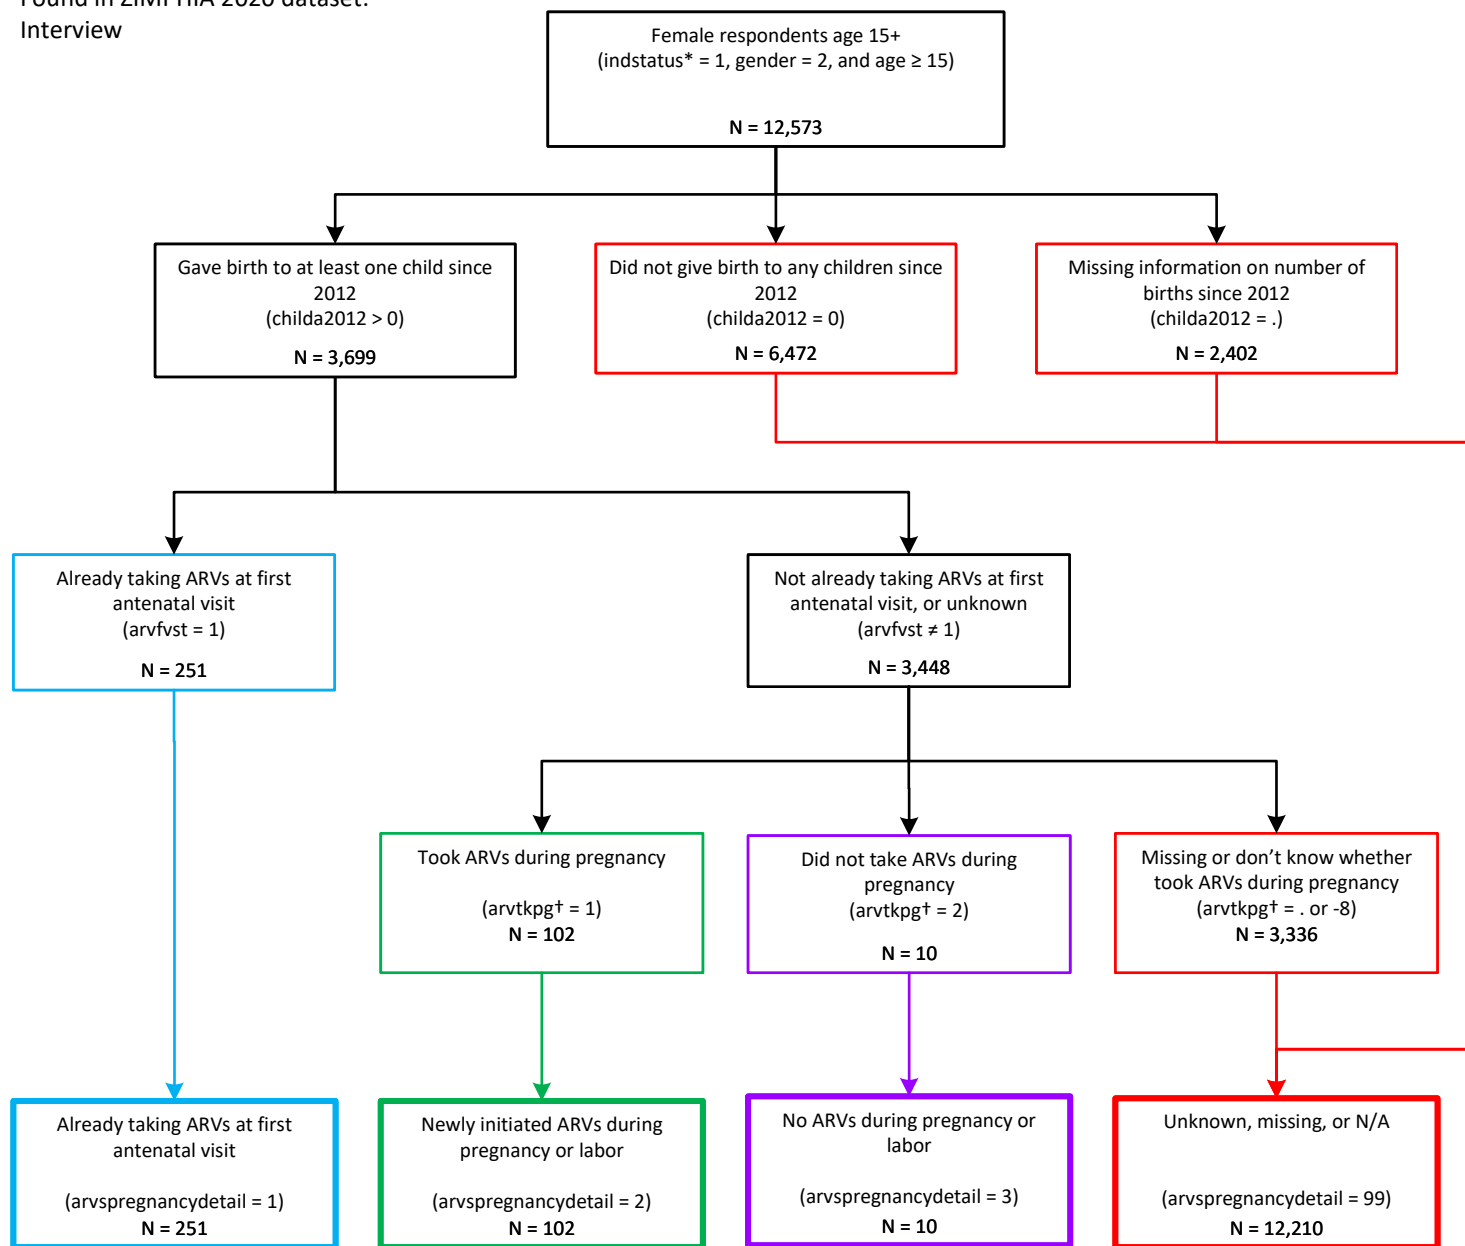 Found in ZIMPHIA 2020 dataset:
Interview
Female respondents age 15+
(indstatus* = 1, gender = 2, and age ≥ 15)
N = 12,573
Gave birth to at least one child since
2012
(childa2012 > 0)
N = 3,699
Did not give birth to any children since
2012
(childa2012 = 0)
N = 6,472
Missing information on number of
births since 2012
(childa2012 = .)
N = 2,402
Already taking ARVs at first
antenatal visit
(arvfvst = 1)
N = 251
Not already taking ARVs at first
antenatal visit, or unknown
(arvfvst ≠ 1)
N = 3,448
Took ARVs during pregnancy
(arvtkpg† = 1)
N = 102
Did not take ARVs during
pregnancy
(arvtkpg† = 2)
N = 10
Missing or don’t know whether
took ARVs during pregnancy
(arvtkpg† = . or -8)
N = 3,336
Already taking ARVs at first
antenatal visit
(arvspregnancydetail = 1)
N = 251
Newly initiated ARVs during
pregnancy or labor
(arvspregnancydetail = 2)
N = 102
No ARVs during pregnancy or
labor
(arvspregnancydetail = 3)
N = 10
Unknown, missing, or N/A
(arvspregnancydetail = 99)
N = 12,210